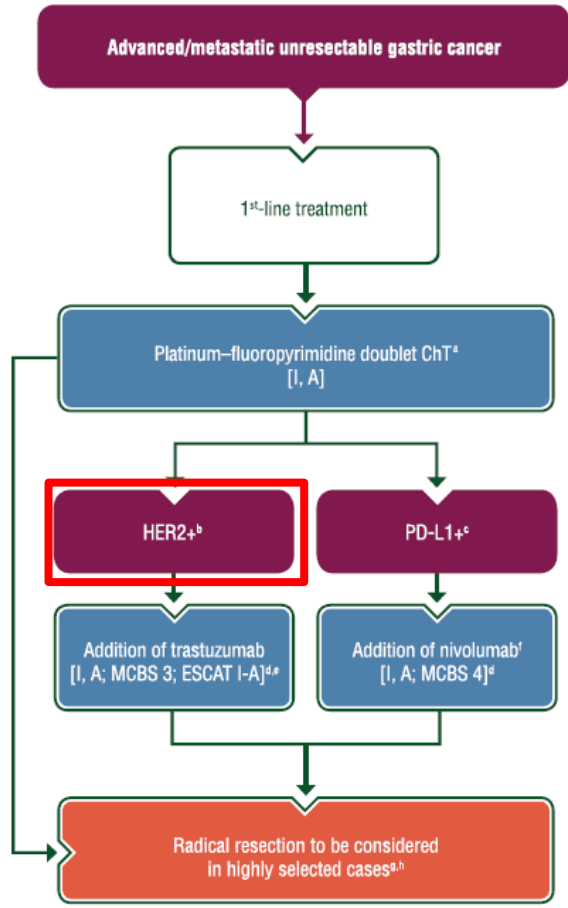 Advanced/metastatic unresectable gastric cancer
1st-line treatment
Platinum–fluoropyrimidine doublet ChTᵃ
[I, A]
HER2+ᵇ
PD-L1+ᶜ
Addition of trastuzumab
[I, A; MCBS 3; ESCAT I-A]ᵈ,ᵉ
Addition of nivolumabᶠ
[I, A; MCBS 4]ᵈ
Radical resection to be considered
in highly selected casesᵍ,ʰ